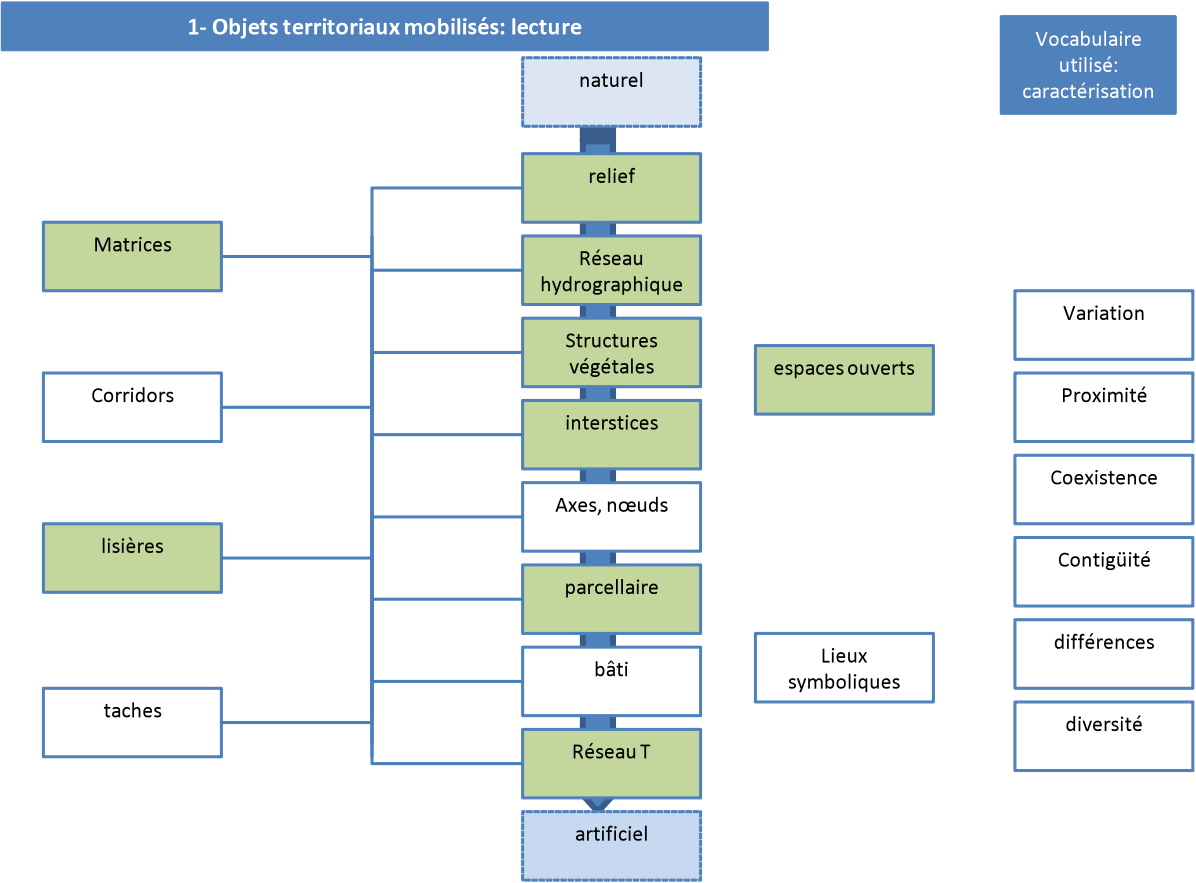 1- Objets territoriaux mobilisés: lecture
Vocabulaire
utilisé:
caractérisation
naturel
relief
Réseau
hydrographique
Structures
végétales
interstices
Axes, nœuds
parcellaire
bâti
Réseau T
artificiel
Matrices
Corridors
lisières
taches
espaces ouverts
Lieux
symboliques
Variation
Proximité
Coexistence
Contigüité
différences
diversité